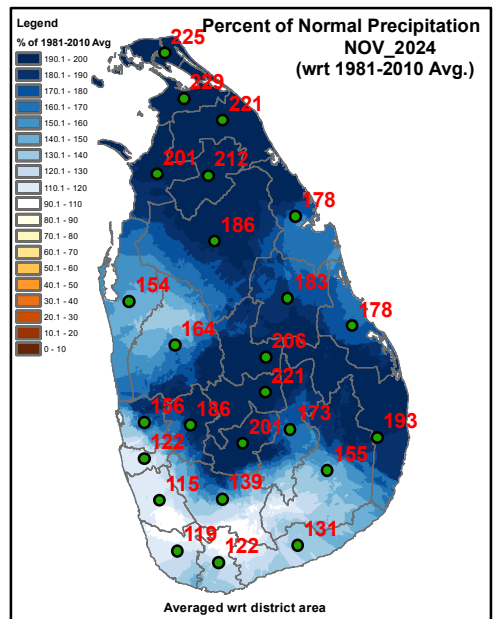 Legend
% of 1981-2010 Avg
190.1 - 200
180.1 - 190
170.1 - 180
160.1 - 170
150.1 - 160
140.1 - 150
130.1 - 140
120.1 - 130
110.1 - 120
90.1 - 110
80.1 - 90
70.1 - 80
60.1 - 70
50.1 - 60
40.1 - 50
30.1 - 40
20.1 - 30
10.1 - 20
0 - 10
Percent of Normal Precipitation
NOV_2024
(wrt 1981-2010 Avg.)
225
229
221
201
212
178
186
154
183
178
164
206
221
156
186
173
193
201
122
155
115
139
119
122
131
Averaged wrt district area